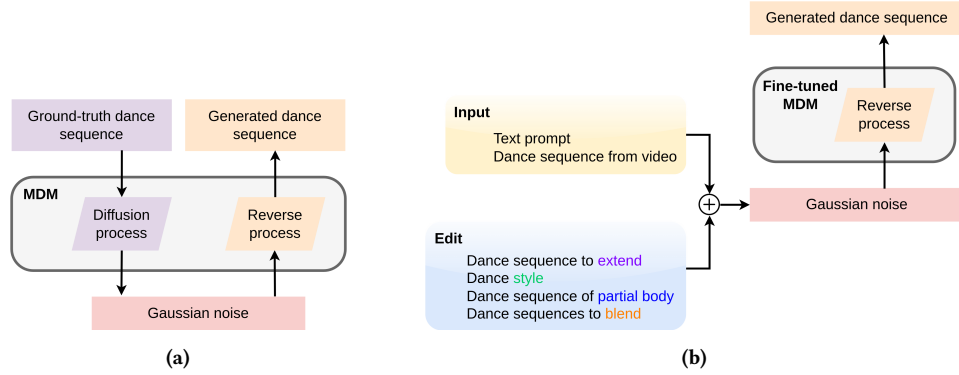 Ground-truth dance
sequence
Generated dance
sequence
MDM
Diffusion
process
Reverse
process
Gaussian noise
(a)
Generated dance sequence
Fine-tuned
MDM
Reverse
process
Input
Text prompt
Dance sequence from video
Gaussian noise
Edit
Dance sequence to extend
Dance style
Dance sequence of partial body
Dance sequences to blend
(b)